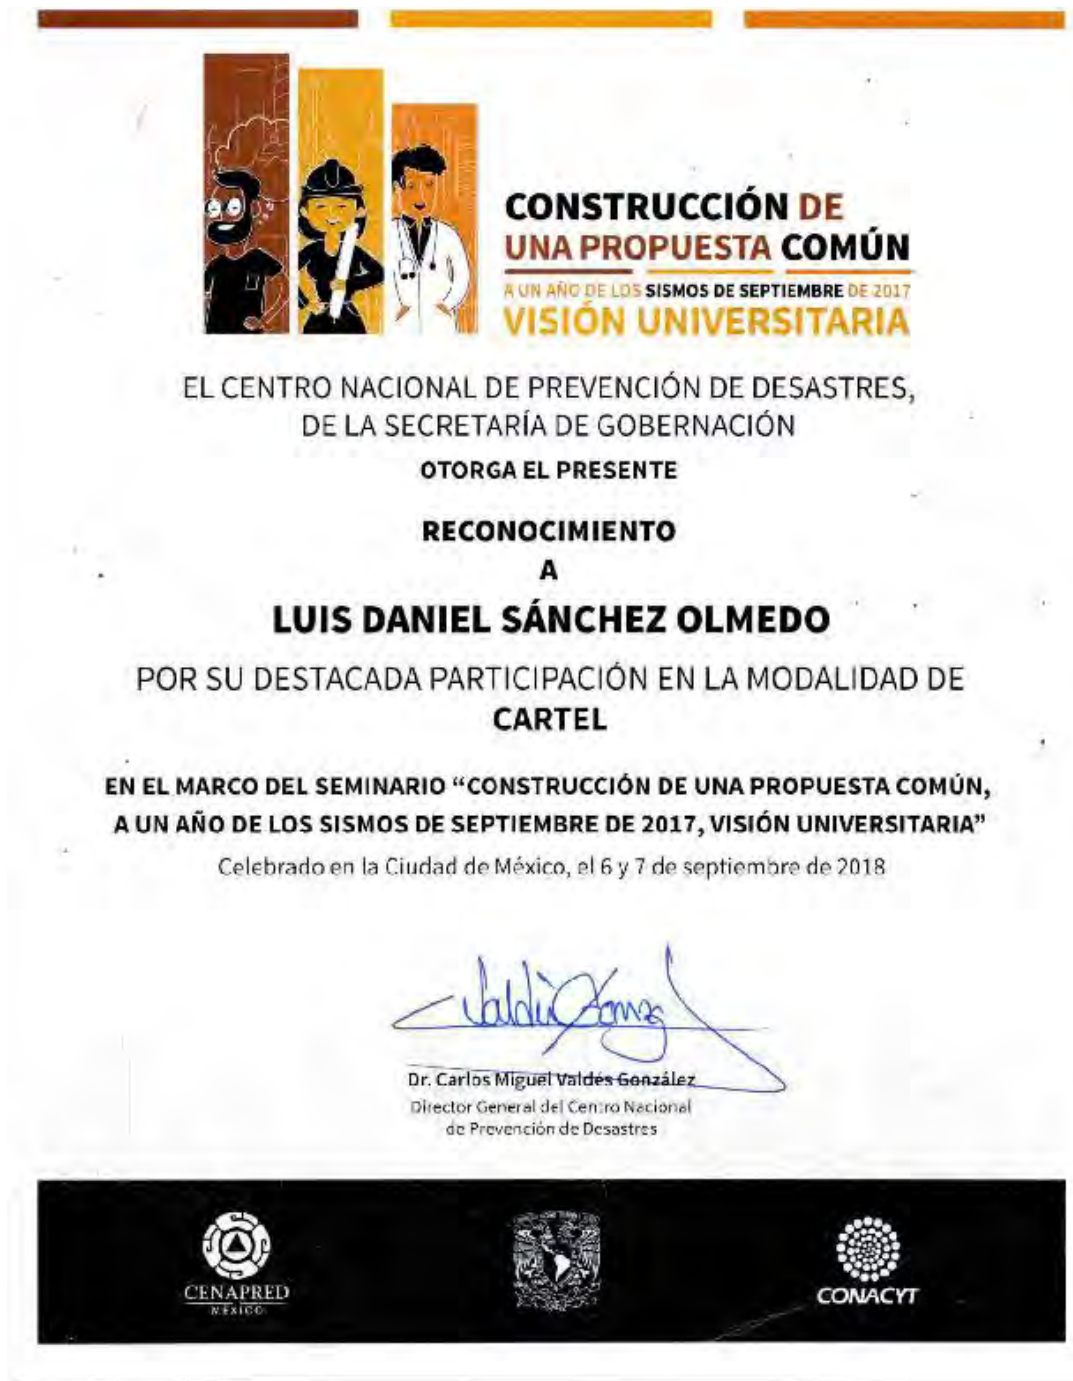 CONSTRUCCIÓN DE
UNA PROPUESTA COMÚN
A UN AÑO DE LOS SISMOS DE SEPTIEMBRE DE 2017
VISIÓN UNIVERSITARIA
EL CENTRO NACIONAL DE PREVENCIÓN DE DESASTRES,
DE LA SECRETARÍA DE GOBERNACIÓN
OTORGA EL PRESENTE
RECONOCIMIENTO
A
LUIS DANIEL SÁNCHEZ OLMEDO
POR SU DESTACADA PARTICIPACIÓN EN LA MODALIDAD DE
CARTEL
EN EL MARCO DEL SEMINARIO “CONSTRUCCIÓN DE UNA PROPUESTA COMÚN,
A UN AÑO DE LOS SISMOS DE SEPTIEMBRE DE 2017, VISIÓN UNIVERSITARIA”
Celebrado en la Ciudad de México, el 6 y 7 de septiembre de 2018
Dr. Carlos Miguel Valdés González
Director General del Centro Nacional
de Prevención de Desastres
CENAPRED
MÉXICO
CONACYT